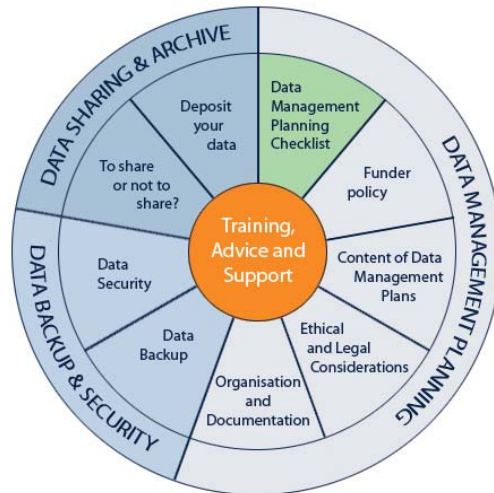 DATA SHARING & ARCHIVE
DATA MANAGEMENT PLANNING
DATA BACKUP & SECURITY
Deposit
your
data
Data
Management
Planning
Checklist
To share
or not to
share?
Funder
policy
Training,
Advice and
Support
Data
Security
Content of Data
Management
Plans
Data
Backup
Ethical
and Legal
Considerations
Organisation
and
Documentation